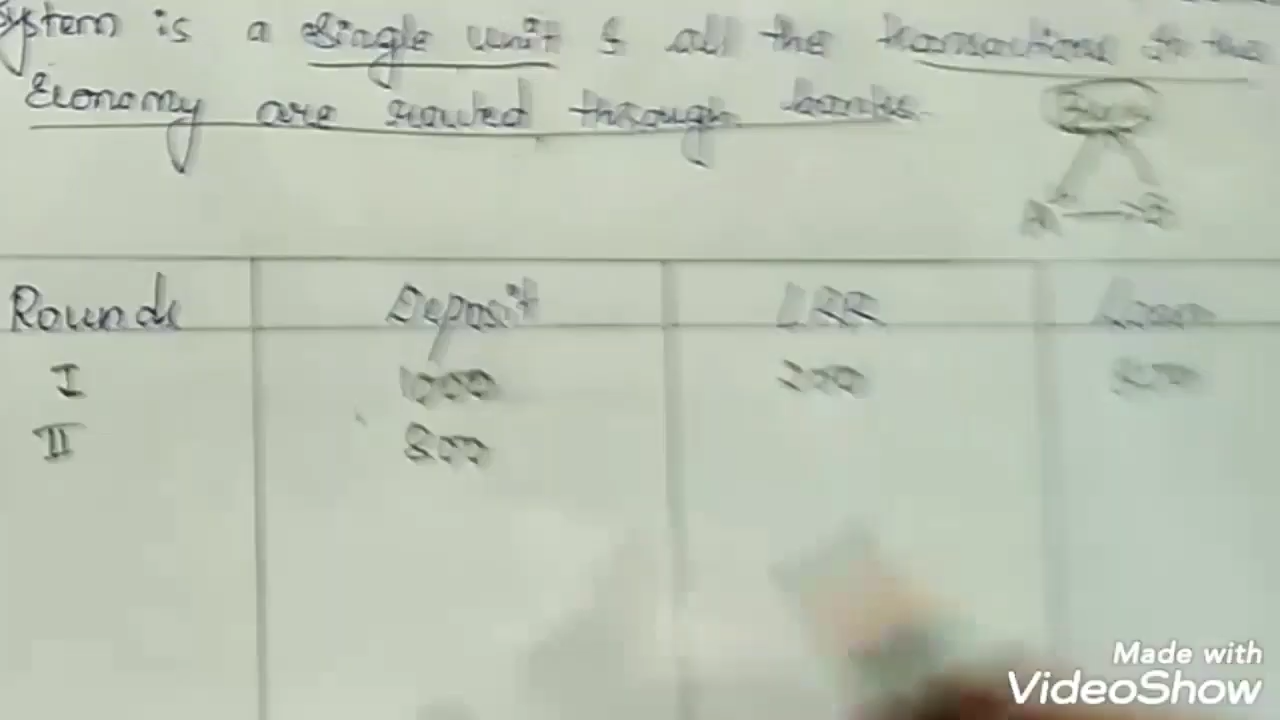 System is a single unit & all the transactions in the
Economy are routed through banks.
A B
Rounds Deposit LRR Loan
I 1000 200 800
II 800
Made with
VideoShow